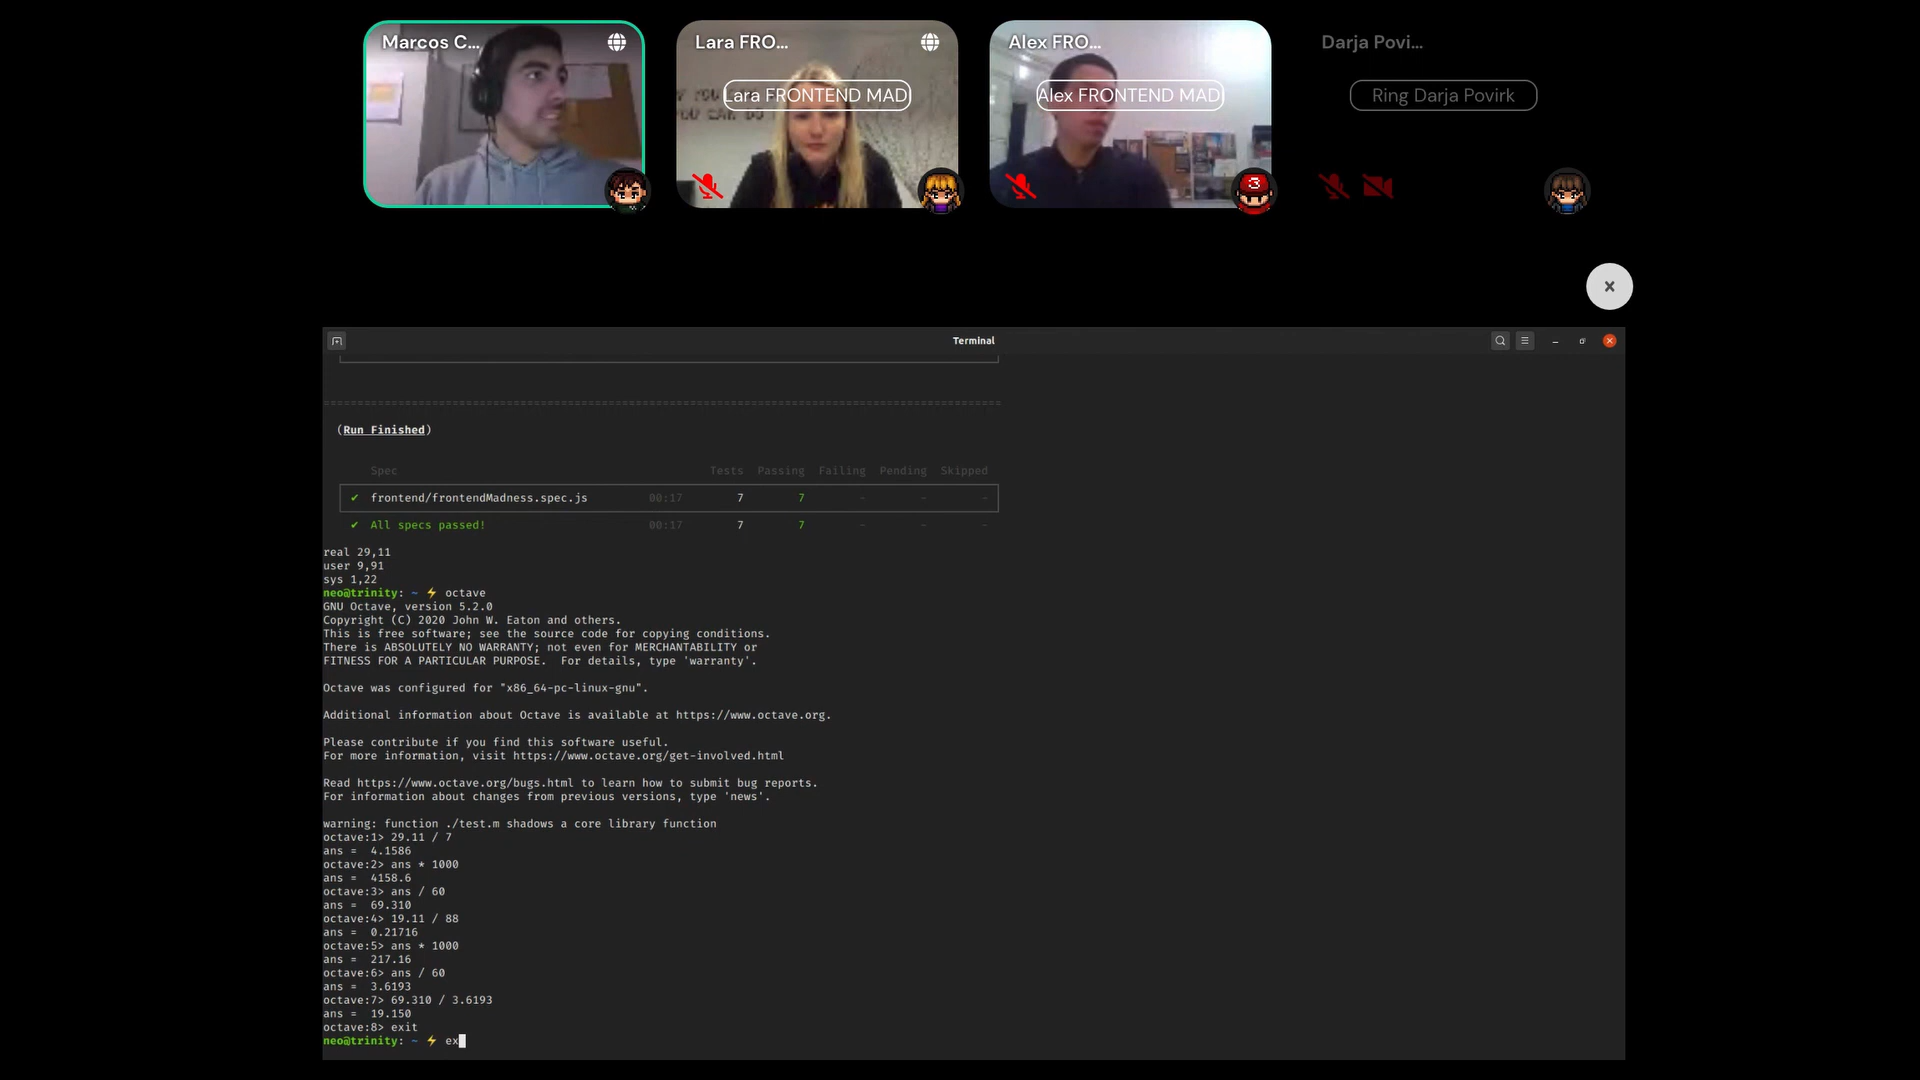 Marcos C...
Lara FRO...
Alex FRO...
Darja Povi...
Lara FRONTEND MAD
Alex FRONTEND MAD
Ring Darja Povirk
3
x
Terminal
================================================================================
(Run Finished)
Spec Tests Passing Failing Pending Skipped
✔ frontend/frontendMadness.spec.js 00:17 7 7 - - -
✔ All specs passed! 00:17 7 7 - - -
real 29,11
user 9,91
sys 1,22
neo@trinity: ~ ⚡ octave
GNU Octave, version 5.2.0
Copyright (C) 2020 John W. Eaton and others.
This is free software; see the source code for copying conditions.
There is ABSOLUTELY NO WARRANTY; not even for MERCHANTABILITY or
FITNESS FOR A PARTICULAR PURPOSE.  For details, type 'warranty'.
Octave was configured for "x86_64-pc-linux-gnu".
Additional information about Octave is available at https://www.octave.org.
Please contribute if you find this software useful.
For more information, visit https://www.octave.org/get-involved.html
Read https://www.octave.org/bugs.html to learn how to submit bug reports.
For information about changes from previous versions, type 'news'.
warning: function ./test.m shadows a core library function
octave:1> 29.11 / 7
ans =  4.1586
octave:2> ans * 1000
ans =  4158.6
octave:3> ans / 60
ans =  69.310
octave:4> 19.11 / 88
ans =  0.21716
octave:5> ans * 1000
ans =  217.16
octave:6> ans / 60
ans =  3.6193
octave:7> 69.310 / 3.6193
ans =  19.150
octave:8> exit
neo@trinity: ~ ⚡ ex